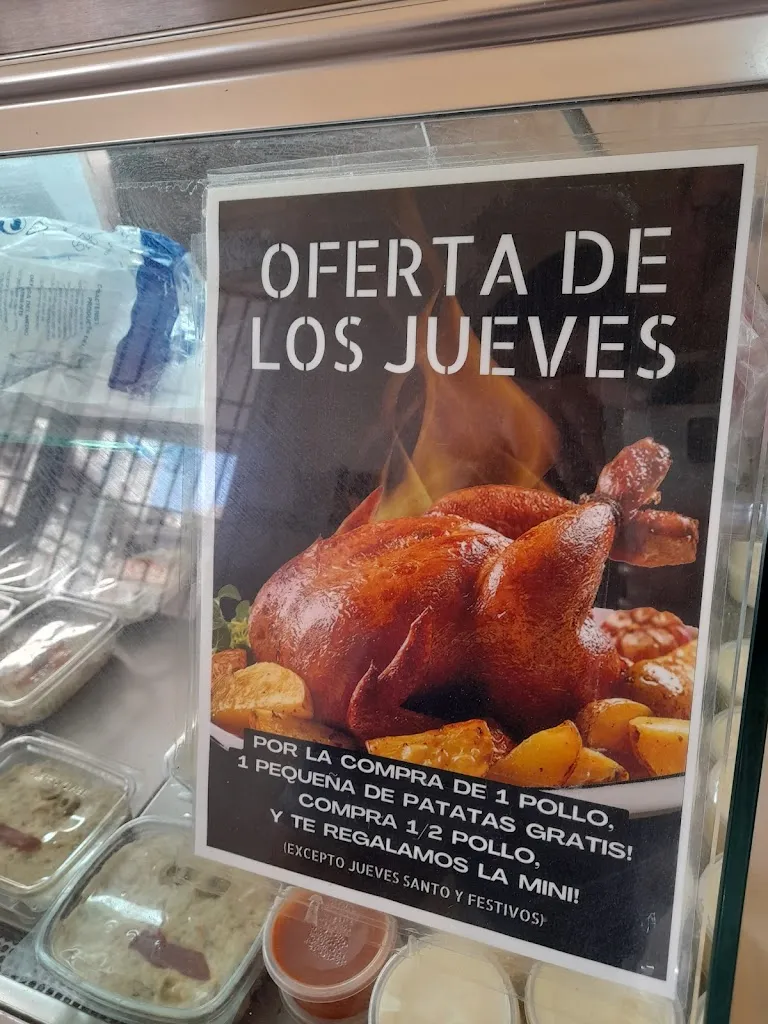 OFERTA DE
LOS JUEVES
POR LA COMPRA DE 1 POLLO,
1 PEQUEÑA DE PATATAS GRATIS!
COMPRA 1/2 POLLO,
Y TE REGALAMOS LA MINI!
(EXCEPTO JUEVES SANTO Y FESTIVOS)